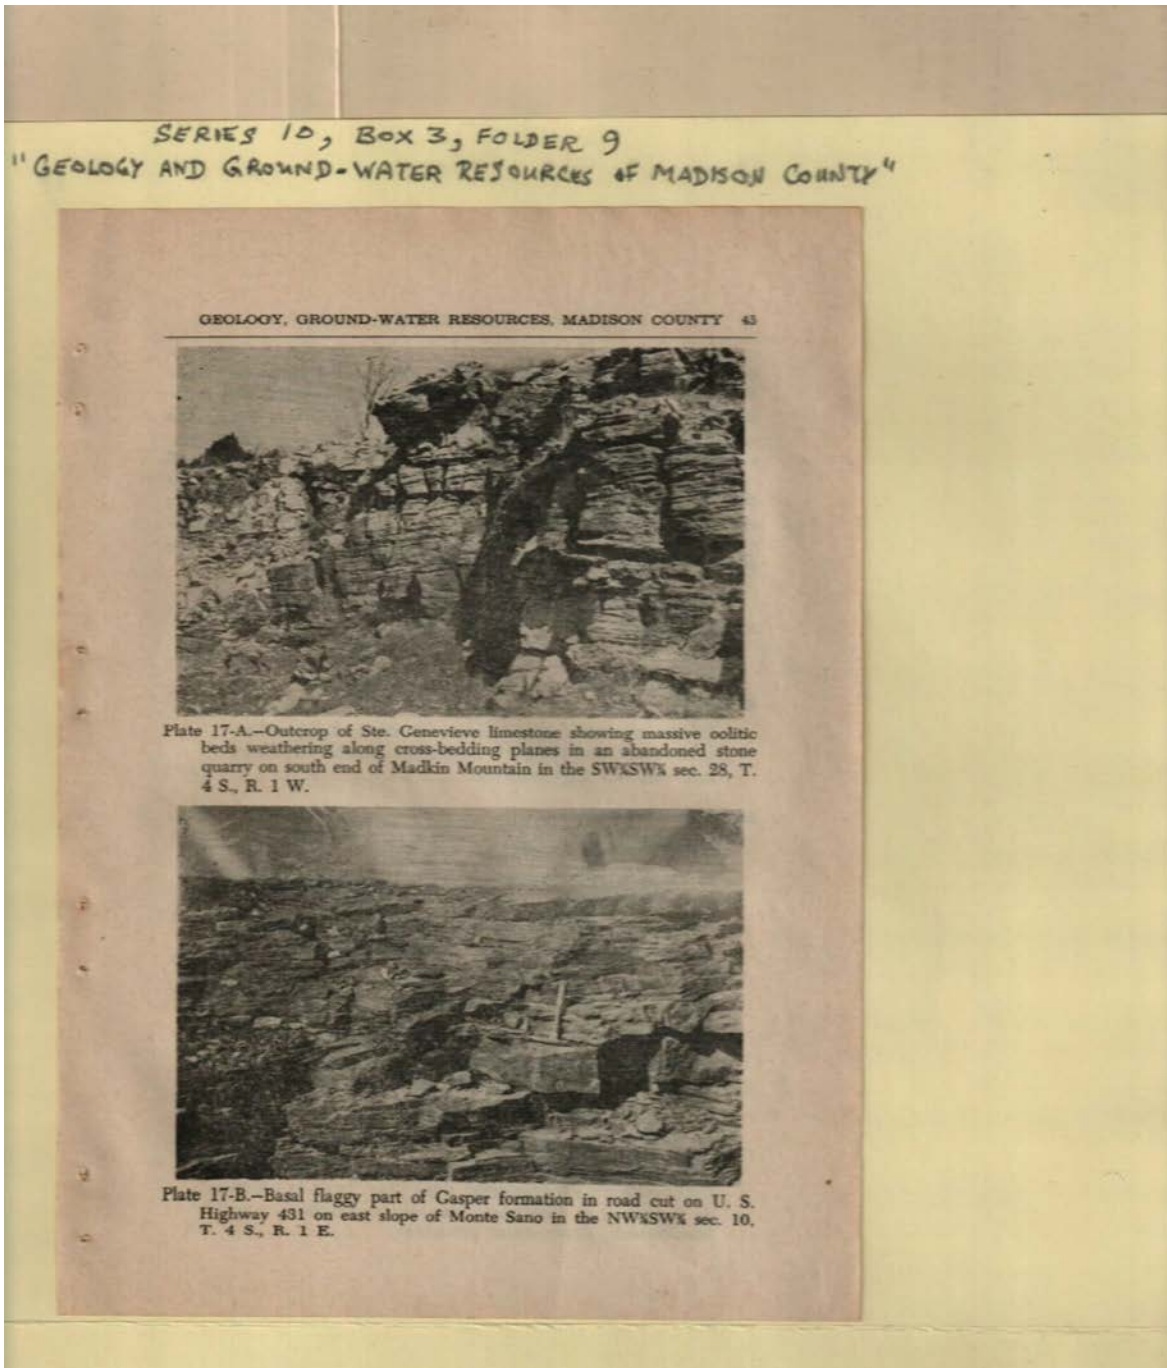 SERIES 10, BOX 3, FOLDER 9
"GEOLOGY AND GROUND-WATER RESOURCES OF MADISON COUNTY"
GEOLOGY, GROUND-WATER RESOURCES, MADISON COUNTY 43
Plate 17-A.—Outcrop of Ste. Genevieve limestone showing massive oolitic
beds weathering along cross-bedding planes in an abandoned stone
quarry on south end of Madkin Mountain in the SW¼SW¼ sec. 28, T.
4 S., R. 1 W.
Plate 17-B.—Basal flaggy part of Gasper formation in road cut on U. S.
Highway 431 on east slope of Monte Sano in the NW¼SW¼ sec. 10,
T. 4 S., R. 1 E.